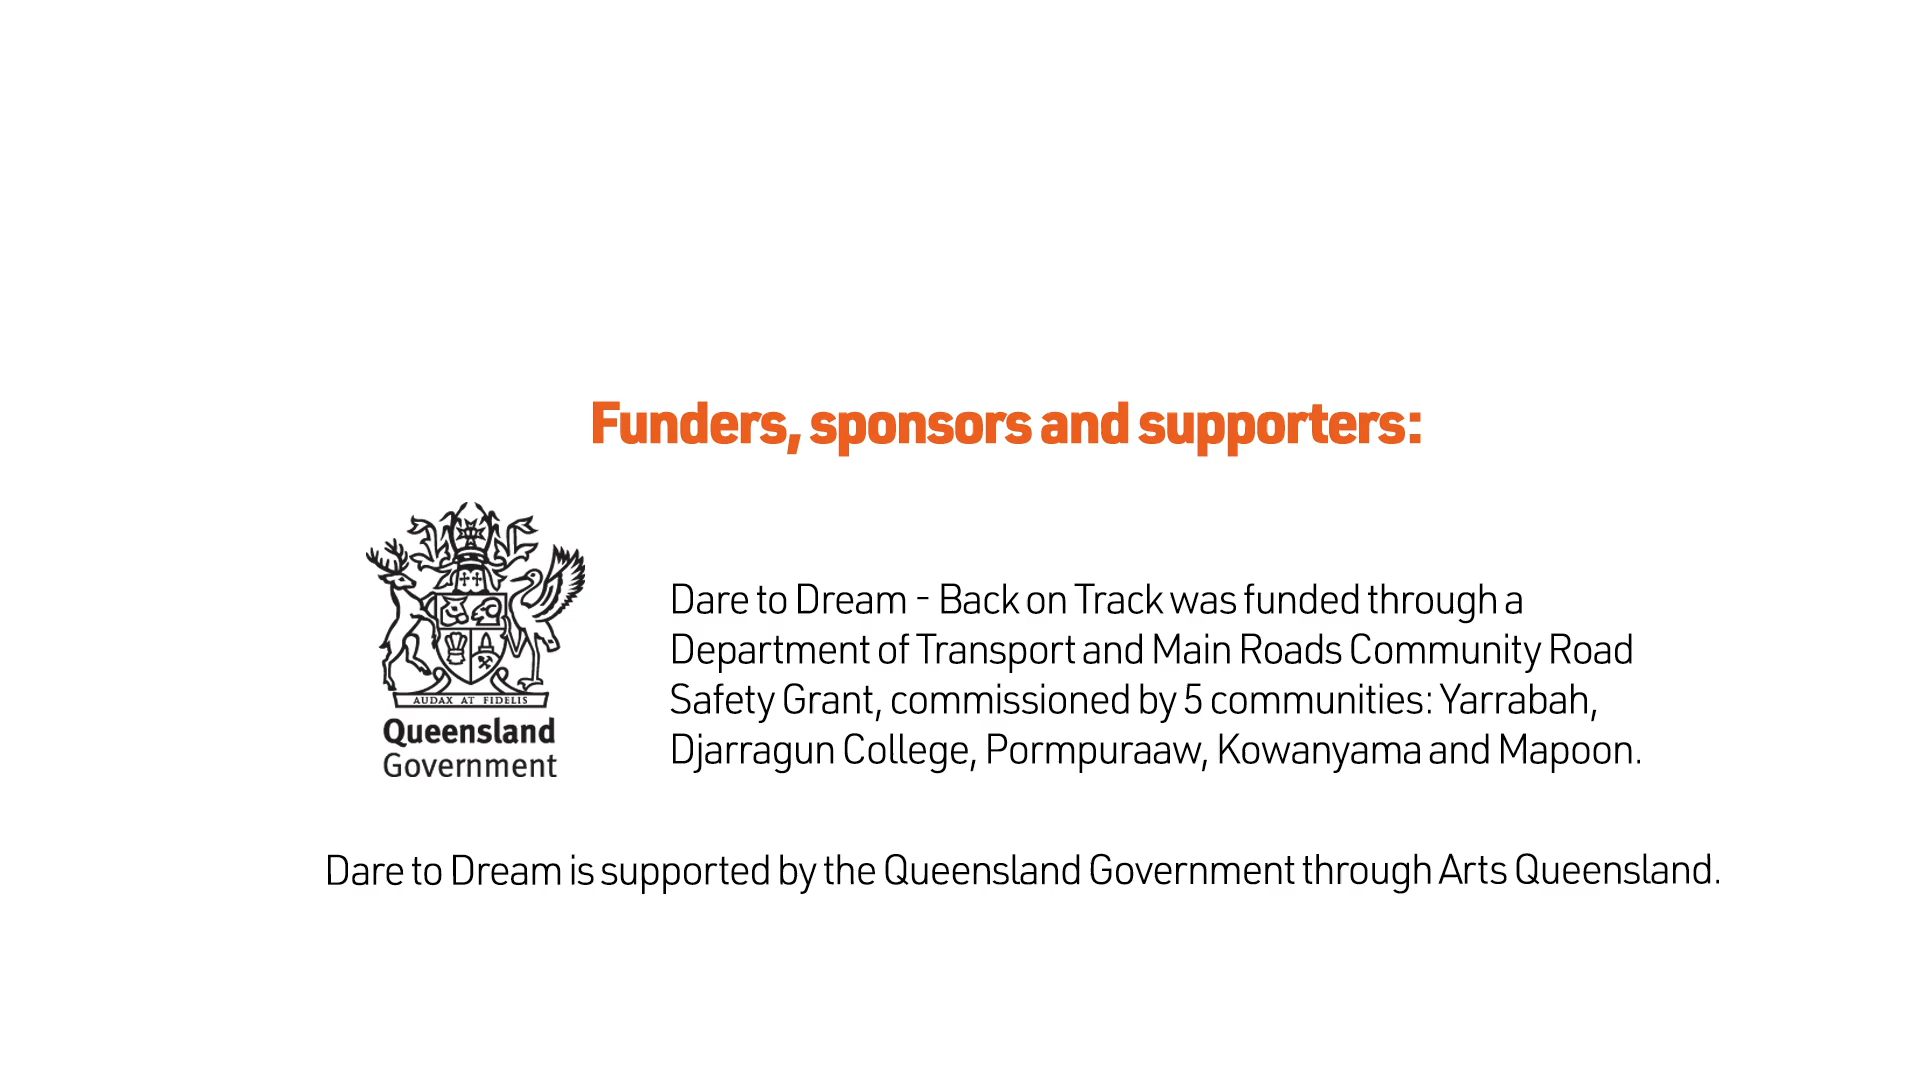 Funders, sponsors and supporters:
AUDAX AT FIDELIS
Queensland
Government
Dare to Dream - Back on Track was funded through a
Department of Transport and Main Roads Community Road
Safety Grant, commissioned by 5 communities: Yarrabah,
Djarragun College, Pormpuraaw, Kowanyama and Mapoon.
Dare to Dream is supported by the Queensland Government through Arts Queensland.